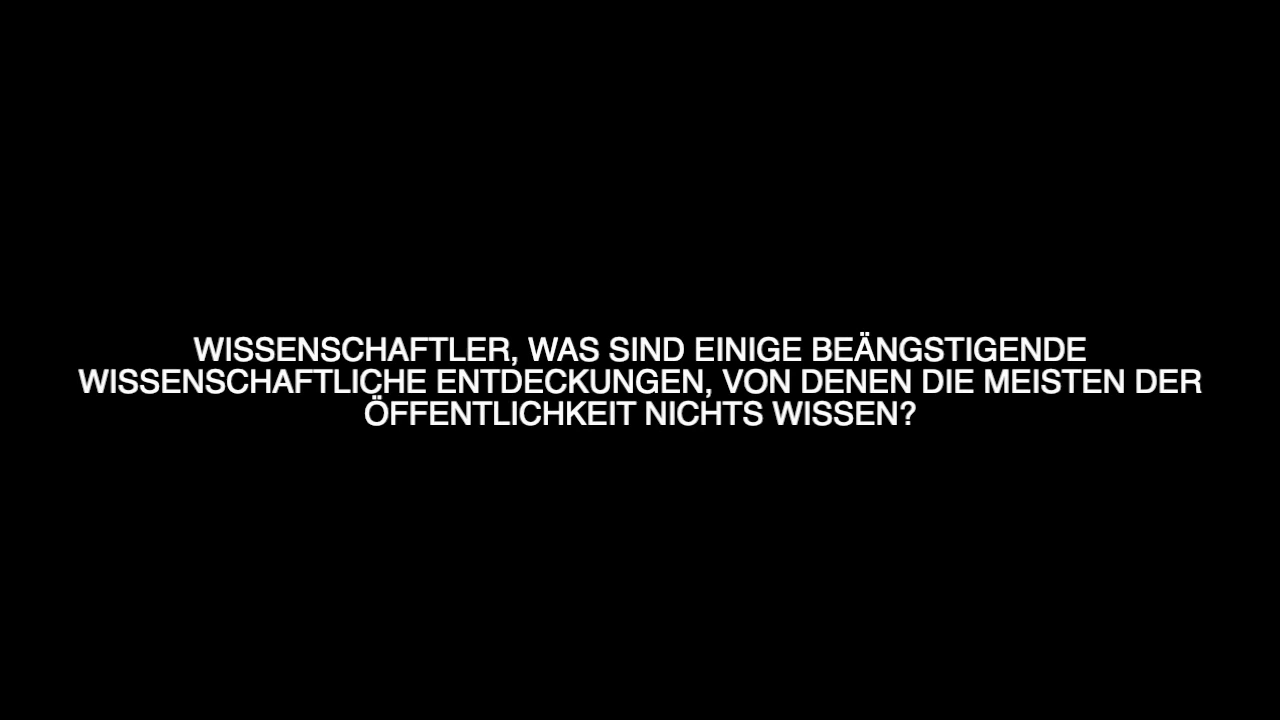 WISSENSCHAFTLER, WAS SIND EINIGE BEÄNGSTIGENDE
WISSENSCHAFTLICHE ENTDECKUNGEN, VON DENEN DIE MEISTEN DER
ÖFFENTLICHKEIT NICHTS WISSEN?